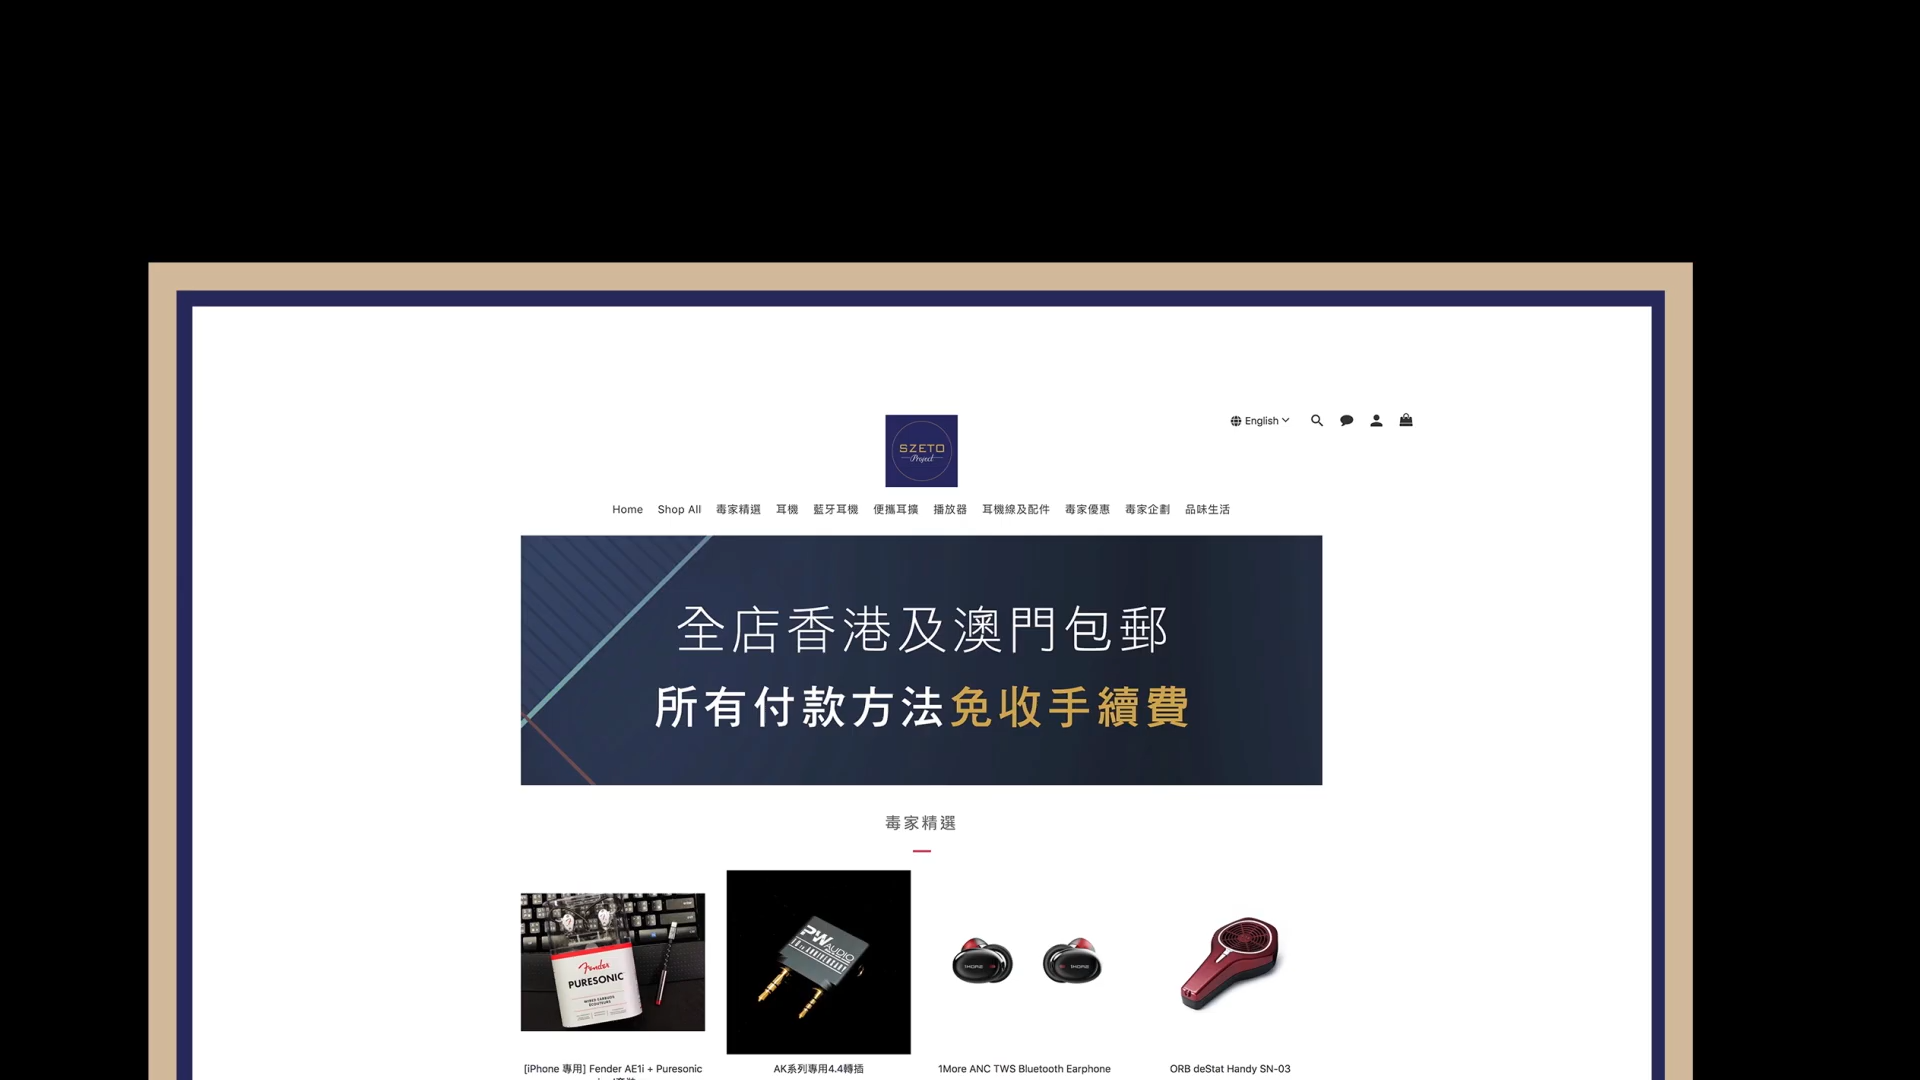 English
SZETO
Project
Home Shop All 毒家精選 耳機 藍牙耳機 便攜耳擴 播放器 耳機線及配件 毒家優惠 毒家企劃 品味生活
全店香港及澳門包郵
所有付款方法免收手續費
毒家精選
Fender
PURESONIC
PW AUDIO
10th ANNIVERSARY
1MORE
1MORE
[iPhone 專用] Fender AE1i + Puresonic
AK系列專用4.4轉插
1More ANC TWS Bluetooth Earphone
ORB deStat Handy SN-03